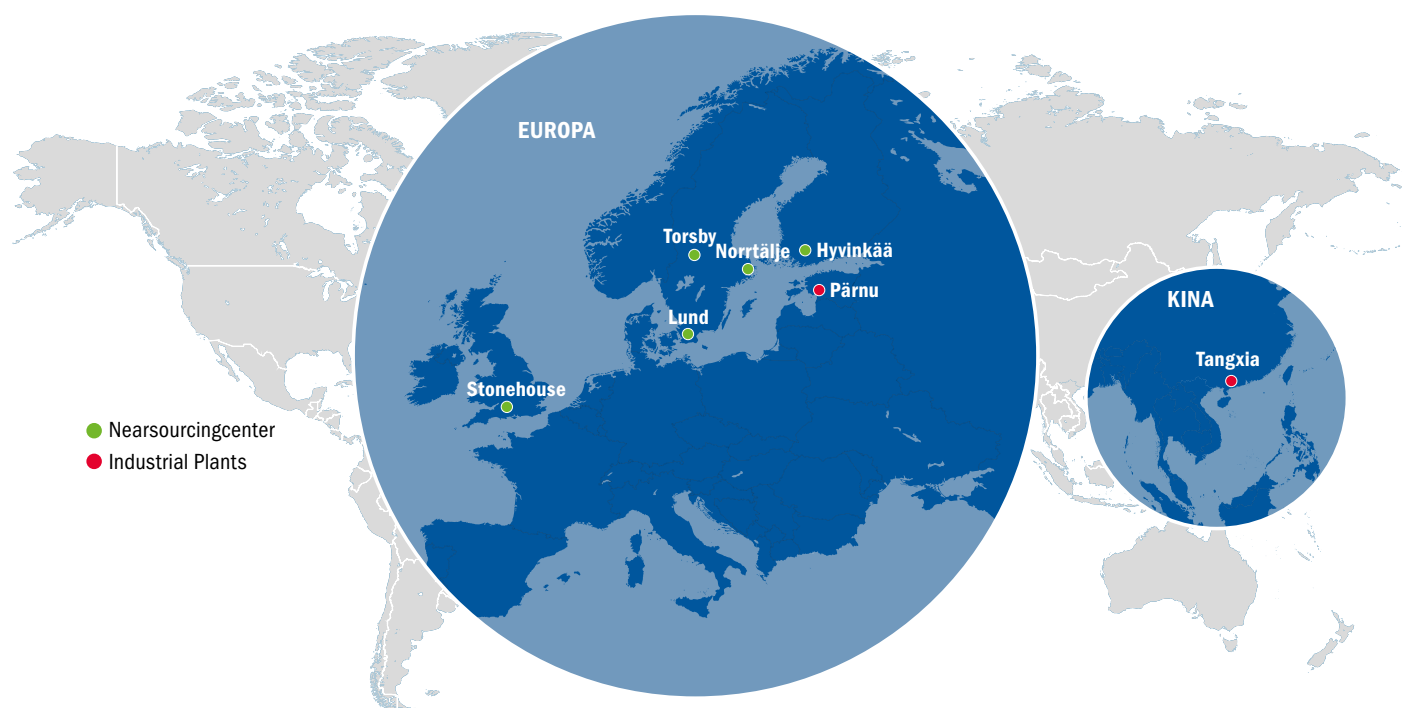 EUROPA
Torsby
Norrtälje
Hyvinkää
Pärnu
Lund
Stonehouse
KINA
Tangxia
Nearsourcingcenter
Industrial Plants